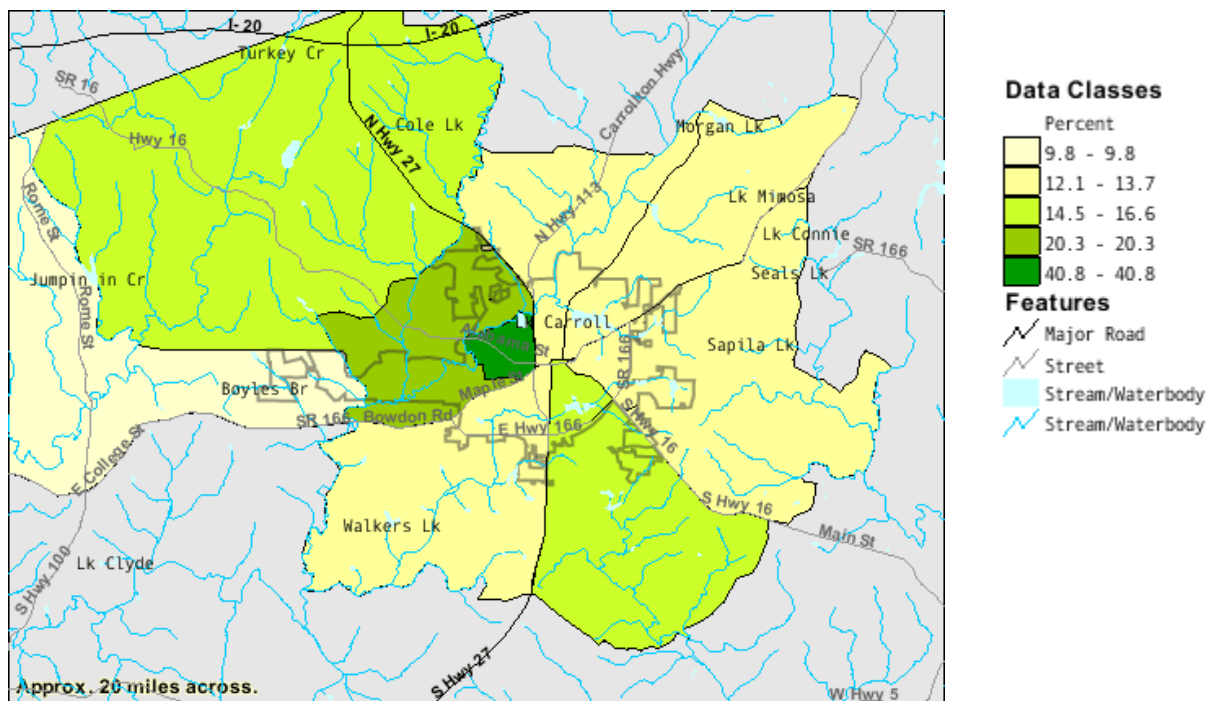 I- 20
I- 20
Turkey Cr
SR 16
Carrollton Hwy
Cole Lk
Morgan Lk
Hwy 16
N Hwy 27
Rome St
Lk Mimosa
N Hwy 113
Lk Connie
SR 166
Seals Lk
Jumpin in Cr
Rome St
Carroll
Alabama St
Sapila Lk
SR 166
Maple St
Boyles Br
SR 166
Bowdon Rd
E Hwy 166
S Hwy 16
E College St
S Hwy 16
Walkers Lk
Main St
Lk Clyde
S Hwy 100
S Hwy 27
Approx. 20 miles across.
W Hwy 5
Data Classes
Percent
9.8 - 9.8
12.1 - 13.7
14.5 - 16.6
20.3 - 20.3
40.8 - 40.8
Features
Major Road
Street
Stream/Waterbody
Stream/Waterbody